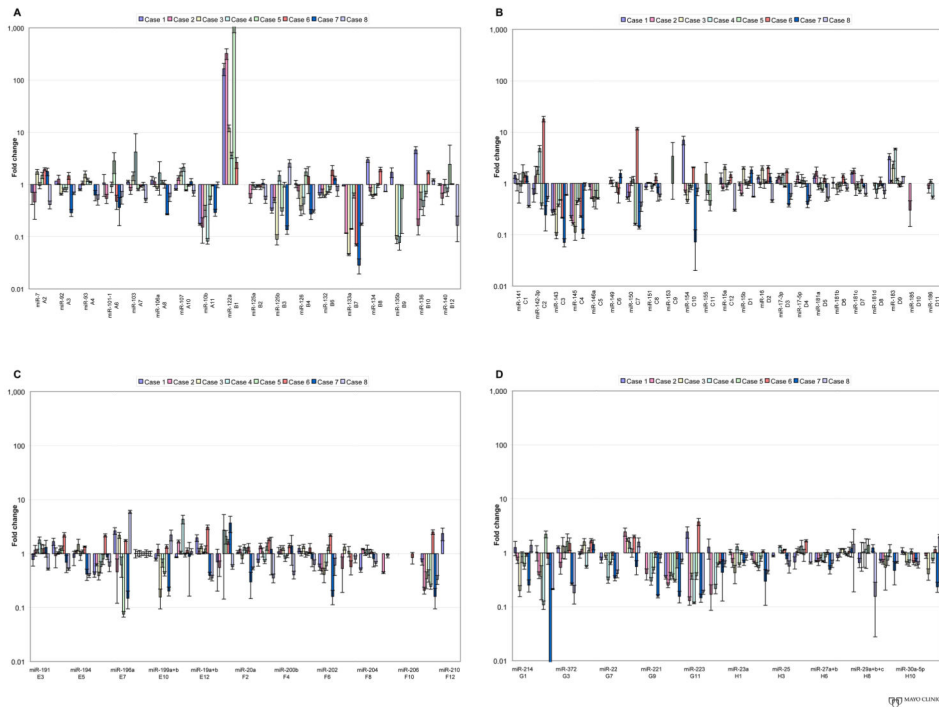 A
Case 1 Case 2 Case 3 Case 4 Case 5 Case 6 Case 7 Case 8
1,000
100
10
1
0.1
0.01
Fold change
miR-7 miR-92 miR-93 miR-101-1 miR-103 miR-106a miR-107 miR-10b miR-122a miR-129a miR-129b miR-128 miR-132 miR-133a miR-134 miR-135b miR-136 miR-140
A2 A3 A4 A6 A7 A8 A10 A11 B1 B2 B3 B4 B6 B7 B8 B9 B10 B12
B
Case 1 Case 2 Case 3 Case 4 Case 5 Case 6 Case 7 Case 8
1,000
100
10
1
0.1
0.01
Fold change
miR-141 miR-142-3p miR-143 miR-145 miR-146a miR-149 miR-150 miR-151 miR-153 miR-154 miR-155 miR-15a miR-15b miR-16 miR-17-3p miR-17-5p miR-181a miR-181b miR-181c miR-181d miR-183 miR-185 miR-186
C1 C2 C3 C4 C5 C6 C7 C8 C9 C10 C11 C12 D1 D2 D3 D4 D5 D6 D7 D8 D9 D10 D11
C
Case 1 Case 2 Case 3 Case 4 Case 5 Case 6 Case 7 Case 8
1,000
100
10
1
0.1
0.01
Fold change
miR-191 miR-194 miR-196a miR-199a+b miR-19a+b miR-20a miR-200b miR-202 miR-204 miR-206 miR-210
E3 E5 E7 E10 E12 F2 F4 F6 F8 F10 F12
D
Case 1 Case 2 Case 3 Case 4 Case 5 Case 6 Case 7 Case 8
1,000
100
10
1
0.1
0.01
Fold change
miR-214 miR-372 miR-22 miR-221 miR-223 miR-23a miR-25 miR-27a+b miR-29a+b+c miR-30a-5p
G1 G3 G7 G9 G11 H1 H3 H6 H8 H10
MAYO CLINIC